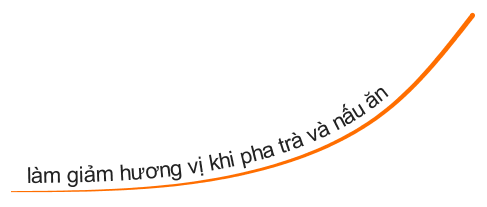 làm giảm hương vị khi pha trà và nấu ăn